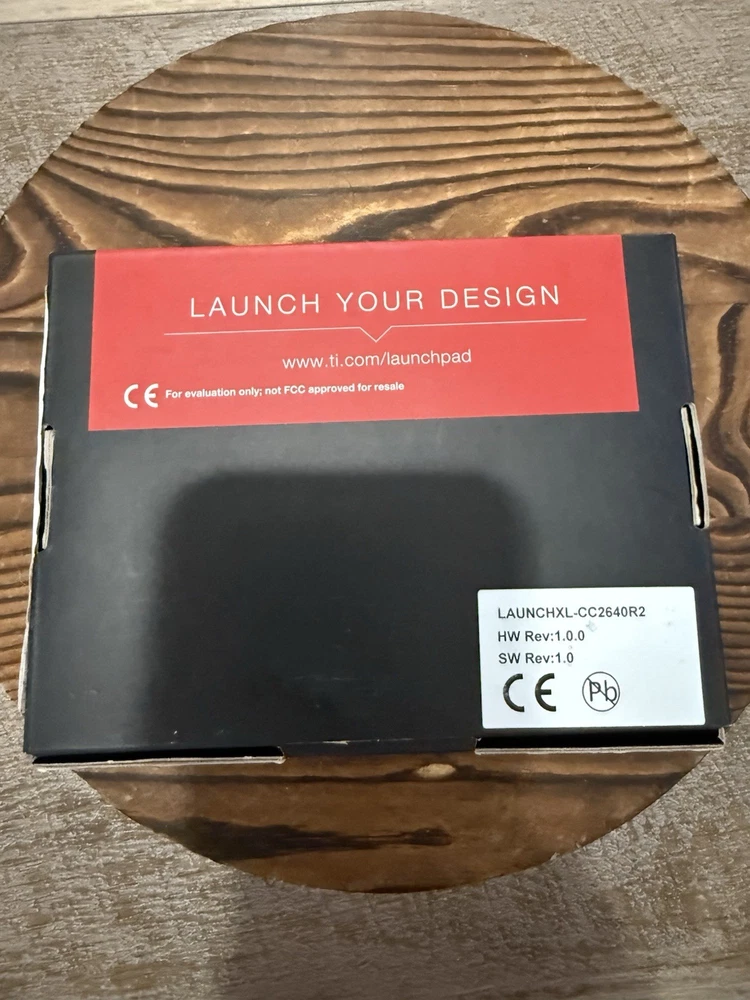 LAUNCH YOUR DESIGN
www.ti.com/launchpad
CE For evaluation only; not FCC approved for resale
LAUNCHXL-CC2640R2
HW Rev:1.0.0
SW Rev:1.0
CE Pb